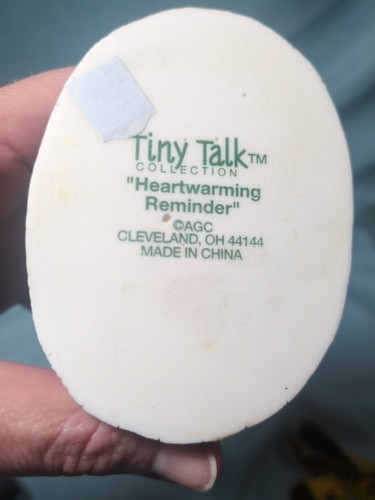 Tiny Talk™
COLLECTION
"Heartwarming
Reminder"
©AGC
CLEVELAND, OH 44144
MADE IN CHINA